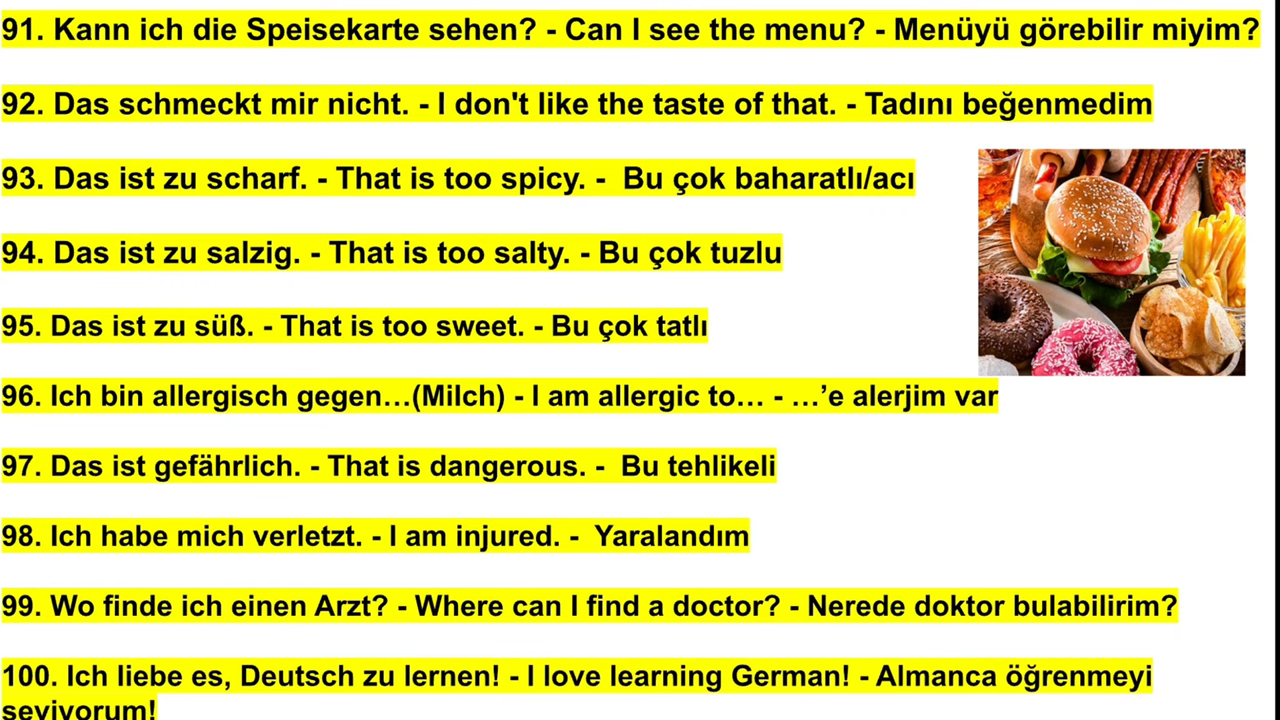 91. Kann ich die Speisekarte sehen? - Can I see the menu? - Menüyü görebilir miyim?
92. Das schmeckt mir nicht. - I don't like the taste of that. - Tadını beğenmedim
93. Das ist zu scharf. - That is too spicy. -  Bu çok baharatlı/acı
94. Das ist zu salzig. - That is too salty. - Bu çok tuzlu
95. Das ist zu süß. - That is too sweet. - Bu çok tatlı
96. Ich bin allergisch gegen…(Milch) - I am allergic to… - …’e alerjim var
97. Das ist gefährlich. - That is dangerous. -  Bu tehlikeli
98. Ich habe mich verletzt. - I am injured. -  Yaralandım
99. Wo finde ich einen Arzt? - Where can I find a doctor? - Nerede doktor bulabilirim?
100. Ich liebe es, Deutsch zu lernen! - I love learning German! - Almanca öğrenmeyi
seviyorum!